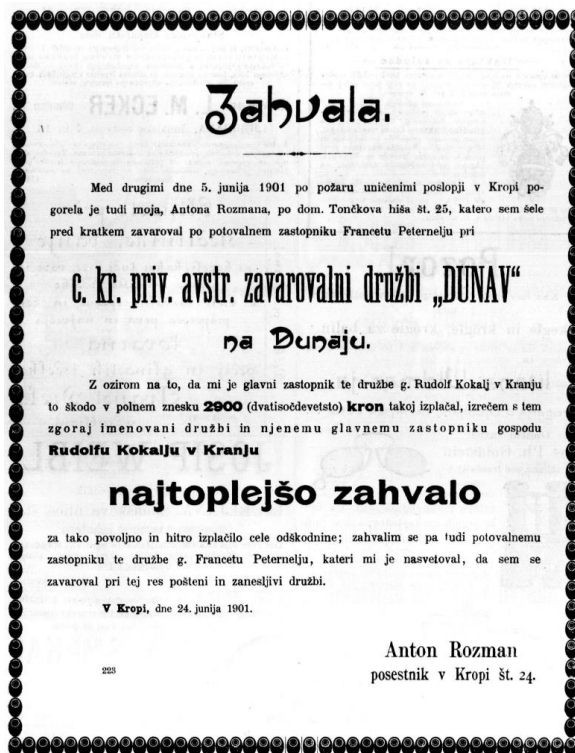 Zahvala.
Med drugimi dne 5. junija 1901 po požaru uničenimi poslopji v Kropi po-
gorela je tudi moja, Antona Rozmana, po dom. Tončkova hiša št. 25, katero sem šele
pred kratkem zavaroval po potovalnem zastopniku Francetu Peternelju pri
c. kr. priv. avstr. zavarovalni družbi „DUNAV“
na Dunaju.
Z ozirom na to, da mi je glavni zastopnik te družbe g. Rudolf Kokalj v Kranju
to škodo v polnem znesku 2900 (dvatisočdevetsto) kron takoj izplačal, izrečem s tem
zgoraj imenovani družbi in njenemu glavnemu zastopniku gospodu
Rudolfu Kokalju v Kranju
najtoplejšo zahvalo
za tako povoljno in hitro izplačilo cele odškodnine; zahvalim se pa tudi potovalnemu
zastopniku te družbe g. Francetu Peternelju, kateri mi je nasvetoval, da sem se
zavaroval pri tej res pošteni in zanesljivi družbi.
V Kropi, dne 24. junija 1901.
Anton Rozman
223 posestnik v Kropi št. 24.